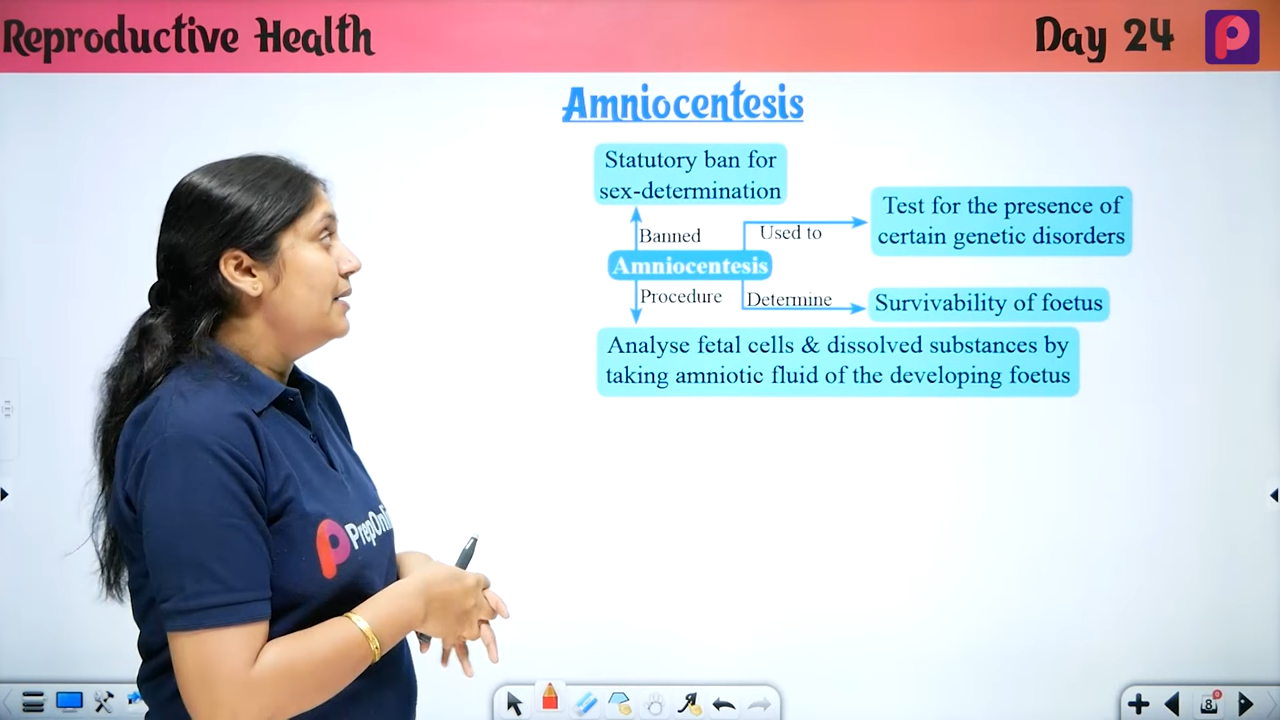 Reproductive Health
Day 24
Amniocentesis
Statutory ban for
sex-determination
Test for the presence of
certain genetic disorders
Banned
Used to
Amniocentesis
Procedure
Determine
Survivability of foetus
Analyse fetal cells & dissolved substances by
taking amniotic fluid of the developing foetus
PrepOnli
8